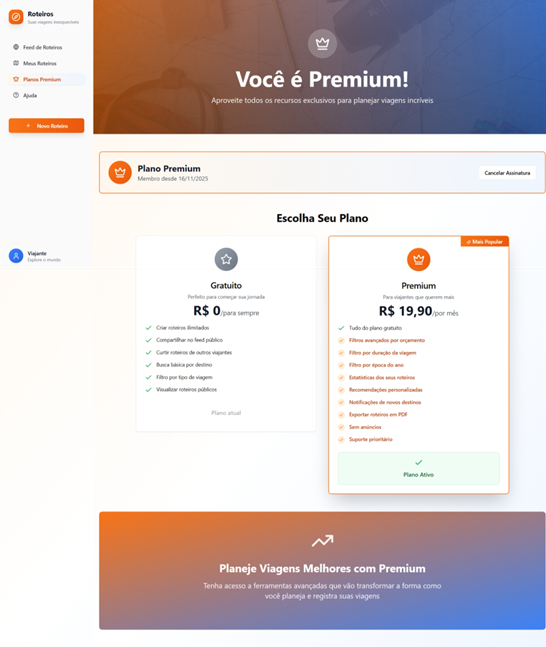 Roteiros
Suas viagens inesquecíveis
Feed de Roteiros
Meus Roteiros
Planos Premium
Ajuda
+ Novo Roteiro
Viajante
Explore o mundo
Você é Premium!
Aproveite todos os recursos exclusivos para planejar viagens incríveis
Plano Premium
Membro desde 16/11/2025
Cancelar Assinatura
Escolha Seu Plano
Gratuito
Perfeito para começar sua jornada
R$ 0/para sempre
Criar roteiros ilimitados
Compartilhar no feed público
Curtir roteiros de outros viajantes
Busca básica por destino
Filtro por tipo de viagem
Visualizar roteiros públicos
Plano atual
Mais Popular
Premium
Para viajantes que querem mais
R$ 19,90/por mês
Tudo do plano gratuito
Filtros avançados por orçamento
Filtro por duração da viagem
Filtro por época do ano
Estatísticas dos seus roteiros
Recomendações personalizadas
Notificações de novos destinos
Exportar roteiros em PDF
Sem anúncios
Suporte prioritário
Plano Ativo
Planeje Viagens Melhores com Premium
Tenha acesso a ferramentas avançadas que vão transformar a forma como
você planeja e registra suas viagens